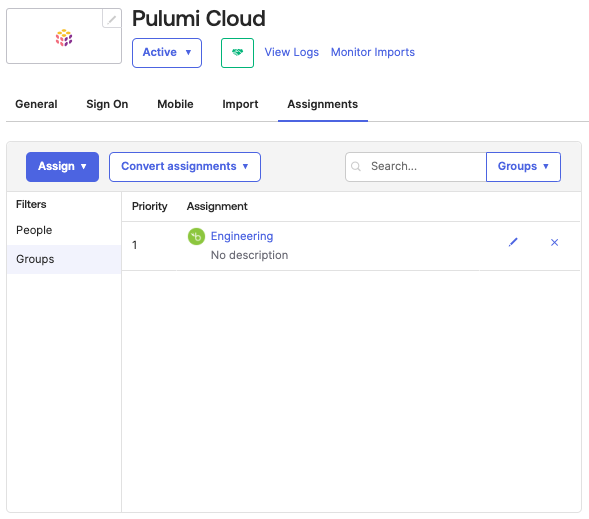 Pulumi Cloud
Active ▼ View Logs Monitor Imports
General Sign On Mobile Import Assignments
Assign ▼ Convert assignments ▼ Search... Groups ▼
Filters Priority Assignment
People
Groups
1 Engineering
No description